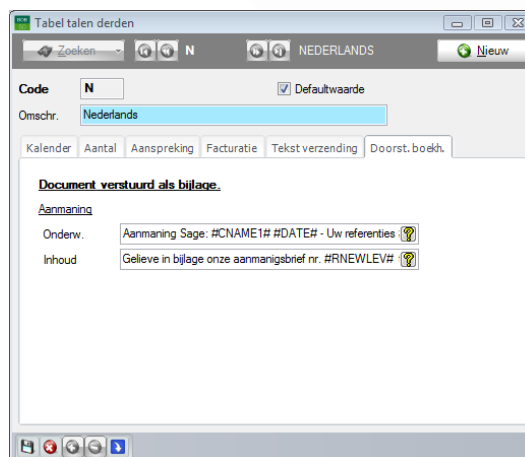 Tabel talen derden
Zoeken N NEDERLANDS Nieuw
Code N Defaultwaarde
Omschr. Nederlands
Kalender Aantal Aanspreking Facturatie Tekst verzending Doorst. boekh.
Document verstuurd als bijlage.
Aanmaning
Onderw. Aanmaning Sage: #CNAME1# #DATE# - Uw referenties
Inhoud Gelieve in bijlage onze aanmanigsbrief nr. #RNEWLEV#